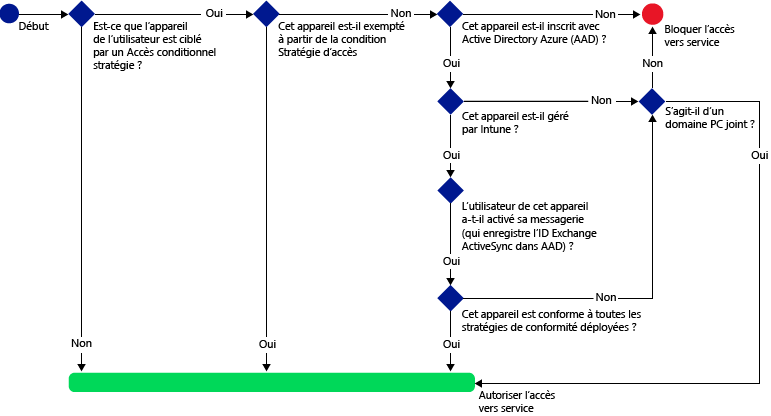 Début
Est-ce que l'appareil
de l'utilisateur est ciblé
par un Accès conditionnel
stratégie ?
Oui
Cet appareil est-il exempté
à partir de la condition
Stratégie d'accès
Non
Cet appareil est-il inscrit avec
Active Directory Azure (AAD) ?
Non
Bloquer l'accès
vers service
Oui
Non
Cet appareil est-il géré
par Intune ?
Non
S'agit-il d'un
domaine PC joint ?
Oui
Oui
L'utilisateur de cet appareil
a-t-il activé sa messagerie
(qui enregistre l'ID Exchange
ActiveSync dans AAD) ?
Oui
Non
Cet appareil est conforme à toutes les
stratégies de conformité déployées ?
Non
Oui
Oui
Autoriser l'accès
vers service